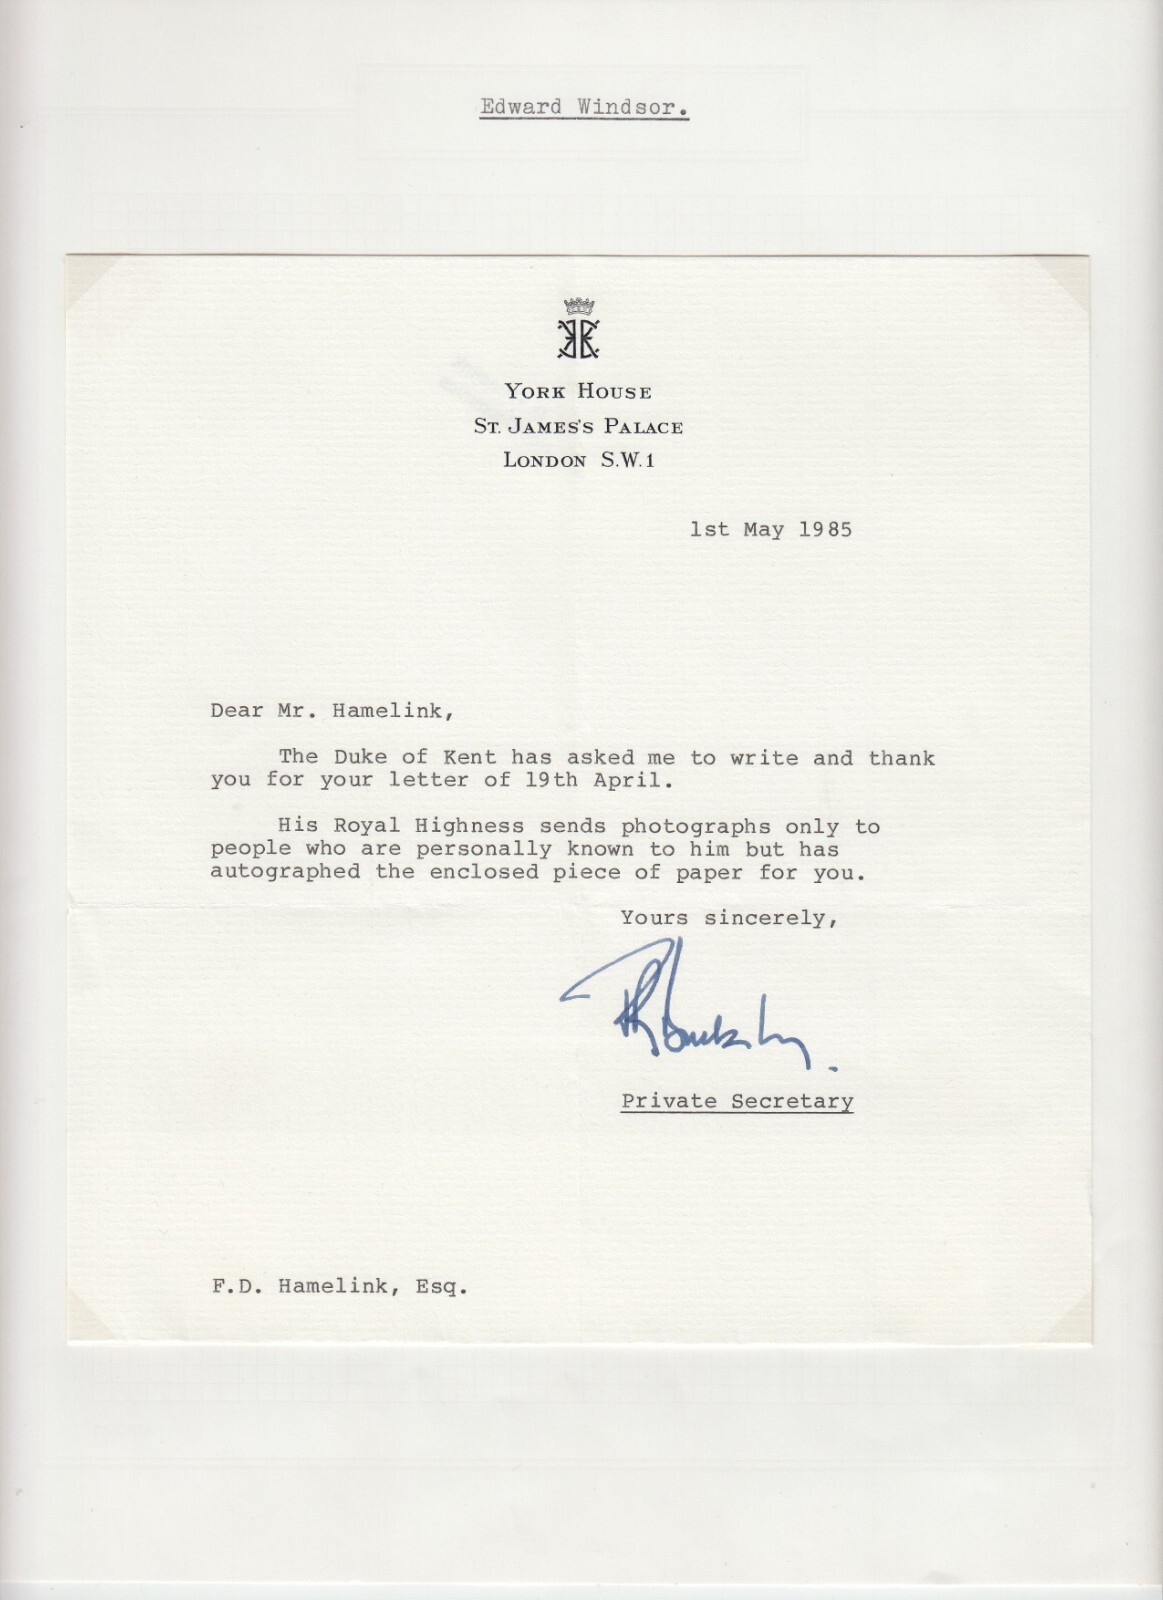 Edward Windsor.
YORK HOUSE
ST. JAMES'S PALACE
LONDON S.W.1
1st May 1985
Dear Mr. Hamelink,
The Duke of Kent has asked me to write and thank
you for your letter of 19th April.
His Royal Highness sends photographs only to
people who are personally known to him but has
autographed the enclosed piece of paper for you.
Yours sincerely,
Private Secretary
F.D. Hamelink, Esq.